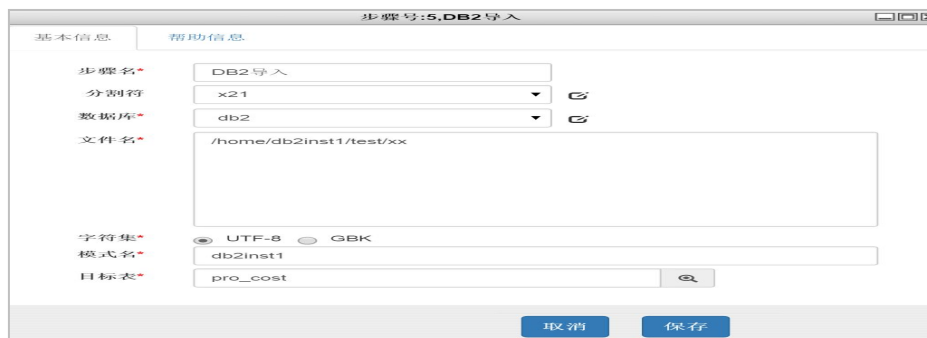 步骤号:5,DB2导入
基本信息 帮助信息
步骤名* DB2导入
分割符 x21
数据库* db2
文件名* /home/db2inst1/test/xx
字符集* UTF-8 GBK
模式名* db2inst1
目标表* pro_cost
取消 保存